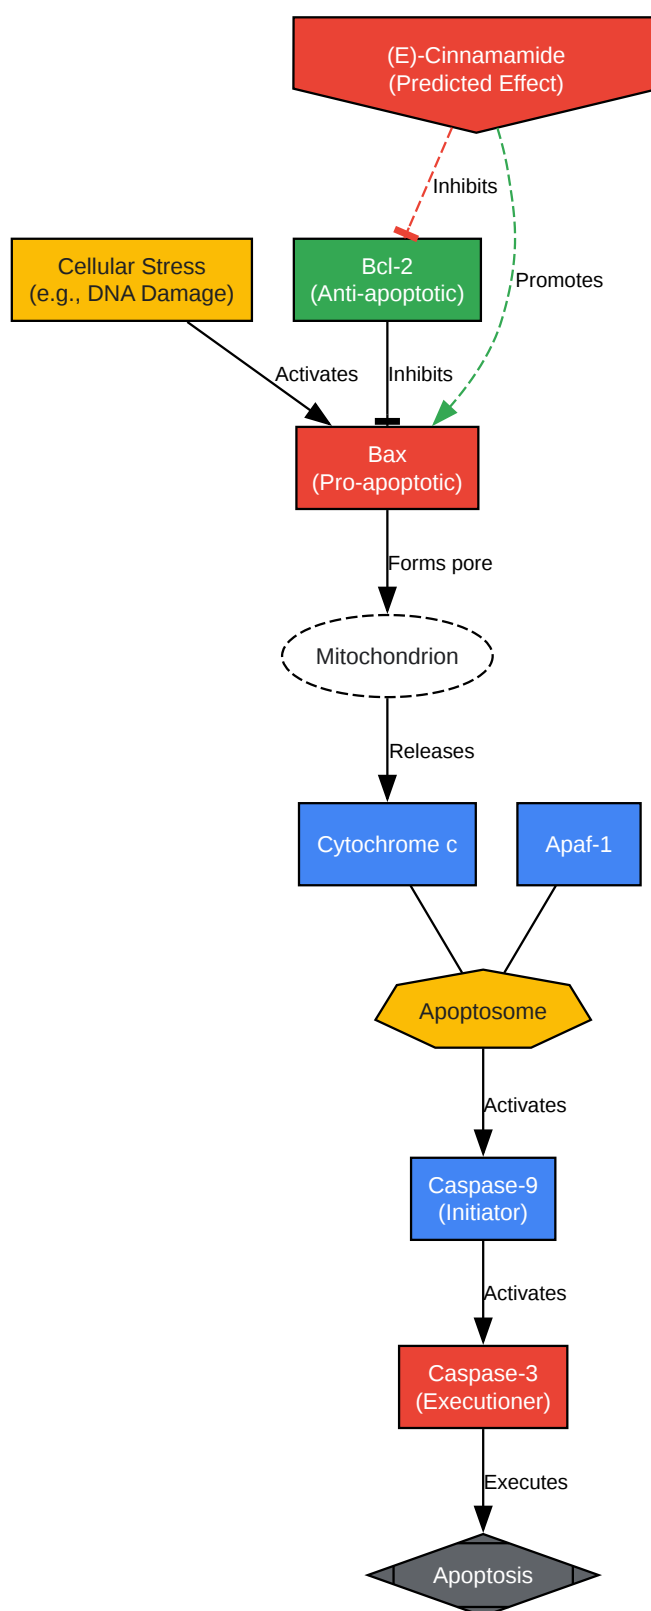 (E)-Cinnamamide
(Predicted Effect)
Inhibits
Cellular Stress
(e.g., DNA Damage)
Bcl-2
(Anti-apoptotic)
Promotes
Activates
Inhibits
Bax
(Pro-apoptotic)
Forms pore
Mitochondrion
Releases
Cytochrome c
Apaf-1
Apoptosome
Activates
Caspase-9
(Initiator)
Activates
Caspase-3
(Executioner)
Executes
Apoptosis